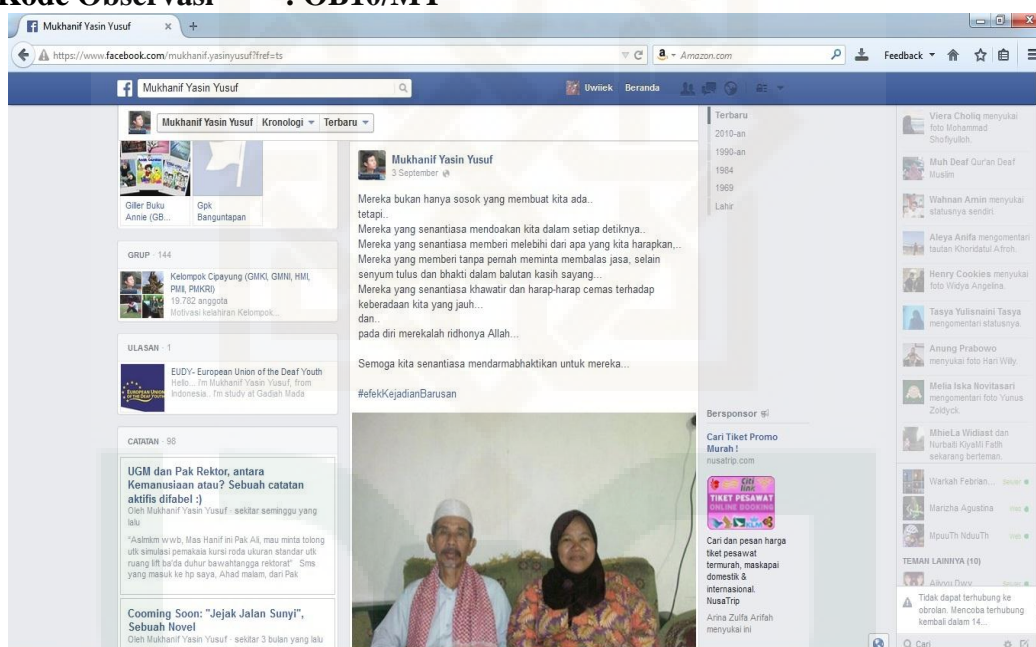 Kode Observasi : OB10/MY
Mukhanif Yasin Yusuf
https://www.facebook.com/mukhanif.yasinyusuf?fref=ts
Amazon.com
Feedback
Mukhanif Yasin Yusuf
Uwiiek Beranda
Mukhanif Yasin Yusuf Kronologi Terbaru
Giller Buku
Annie (GB...
Gpk
Banguntapan
GRUP · 144
Kelompok Cipayung (GMKI, GMNI, HMI,
PMII, PMKRI)
19.782 anggota
Motivasi kelahiran Kelompok...
ULASAN · 1
EUDY- European Union of the Deaf Youth
Hello... I'm Mukhanif Yasin Yusuf, from
Indonesia.. I'm study at Gadjah Mada
CATATAN · 98
UGM dan Pak Rektor, antara
Kemanusiaan atau? Sebuah catatan
aktifis difabel :)
Oleh Mukhanif Yasin Yusuf · sekitar seminggu yang
lalu
"Aslmkm wwb, Mas Hanif ini Pak Ali, mau minta tolong
utk simulasi pemakaia kursi roda ukuran standar utk
ruang lift ba'da duhur bawahtangga rektorat" Sms
yang masuk ke hp saya, Ahad malam, dari Pak
Cooming Soon: "Jejak Jalan Sunyi",
Sebuah Novel
Oleh Mukhanif Yasin Yusuf · sekitar 3 bulan yang lalu
Mukhanif Yasin Yusuf
3 September
Mereka bukan hanya sosok yang membuat kita ada..
tetapi..
Mereka yang senantiasa mendoakan kita dalam setiap detiknya..
Mereka yang senantiasa memberi melebihi dari apa yang kita harapkan,..
Mereka yang memberi tanpa pernah meminta membalas jasa, selain
senyum tulus dan bhakti dalam balutan kasih sayang...
Mereka yang senantiasa khawatir dan harap-harap cemas terhadap
keberadaan kita yang jauh...
dan..
pada diri merekalah ridhonya Allah...
Semoga kita senantiasa mendarmabhaktikan untuk mereka...
#efekKejadianBarusan
Terbaru
2010-an
1990-an
1984
1969
Lahir
Bersponsor
Cari Tiket Promo
Murah !
nusatrip.com
Citi
link
TIKET PESAWAT
ONLINE BOOKING
KLM
Cari dan pesan harga
tiket pesawat
termurah, maskapai
domestik &
internasional.
NusaTrip
Arina Zulfa Arifah
menyukai ini
Viera Choliq menyukai
foto Mohammad
Shofiyulloh.
Muh Deaf Qur'an Deaf
Muslim
Wahnan Amin menyukai
statusnya sendiri.
Aleya Anifa mengomentari
tautan Khoridatul Afroh.
Henry Cookies menyukai
foto Widya Angelina.
Tasya Yulisnaini Tasya
mengomentari statusnya.
Anung Prabowo
menyukai foto Hari Willy.
Melia Iska Novitasari
mengomentari foto Yunus
Zoldyck.
MhieLa Widiast dan
Nurbaiti KiyaMi Fatih
sekarang berteman.
Warkah Febrian...
Marizha Agustina
MpuuTh NduuTh
TEMAN LAINNYA (10)
Aiiyyu Dwy
Tidak dapat terhubung ke
obrolan. Mencoba terhubung
kembali dalam 14...
Cari